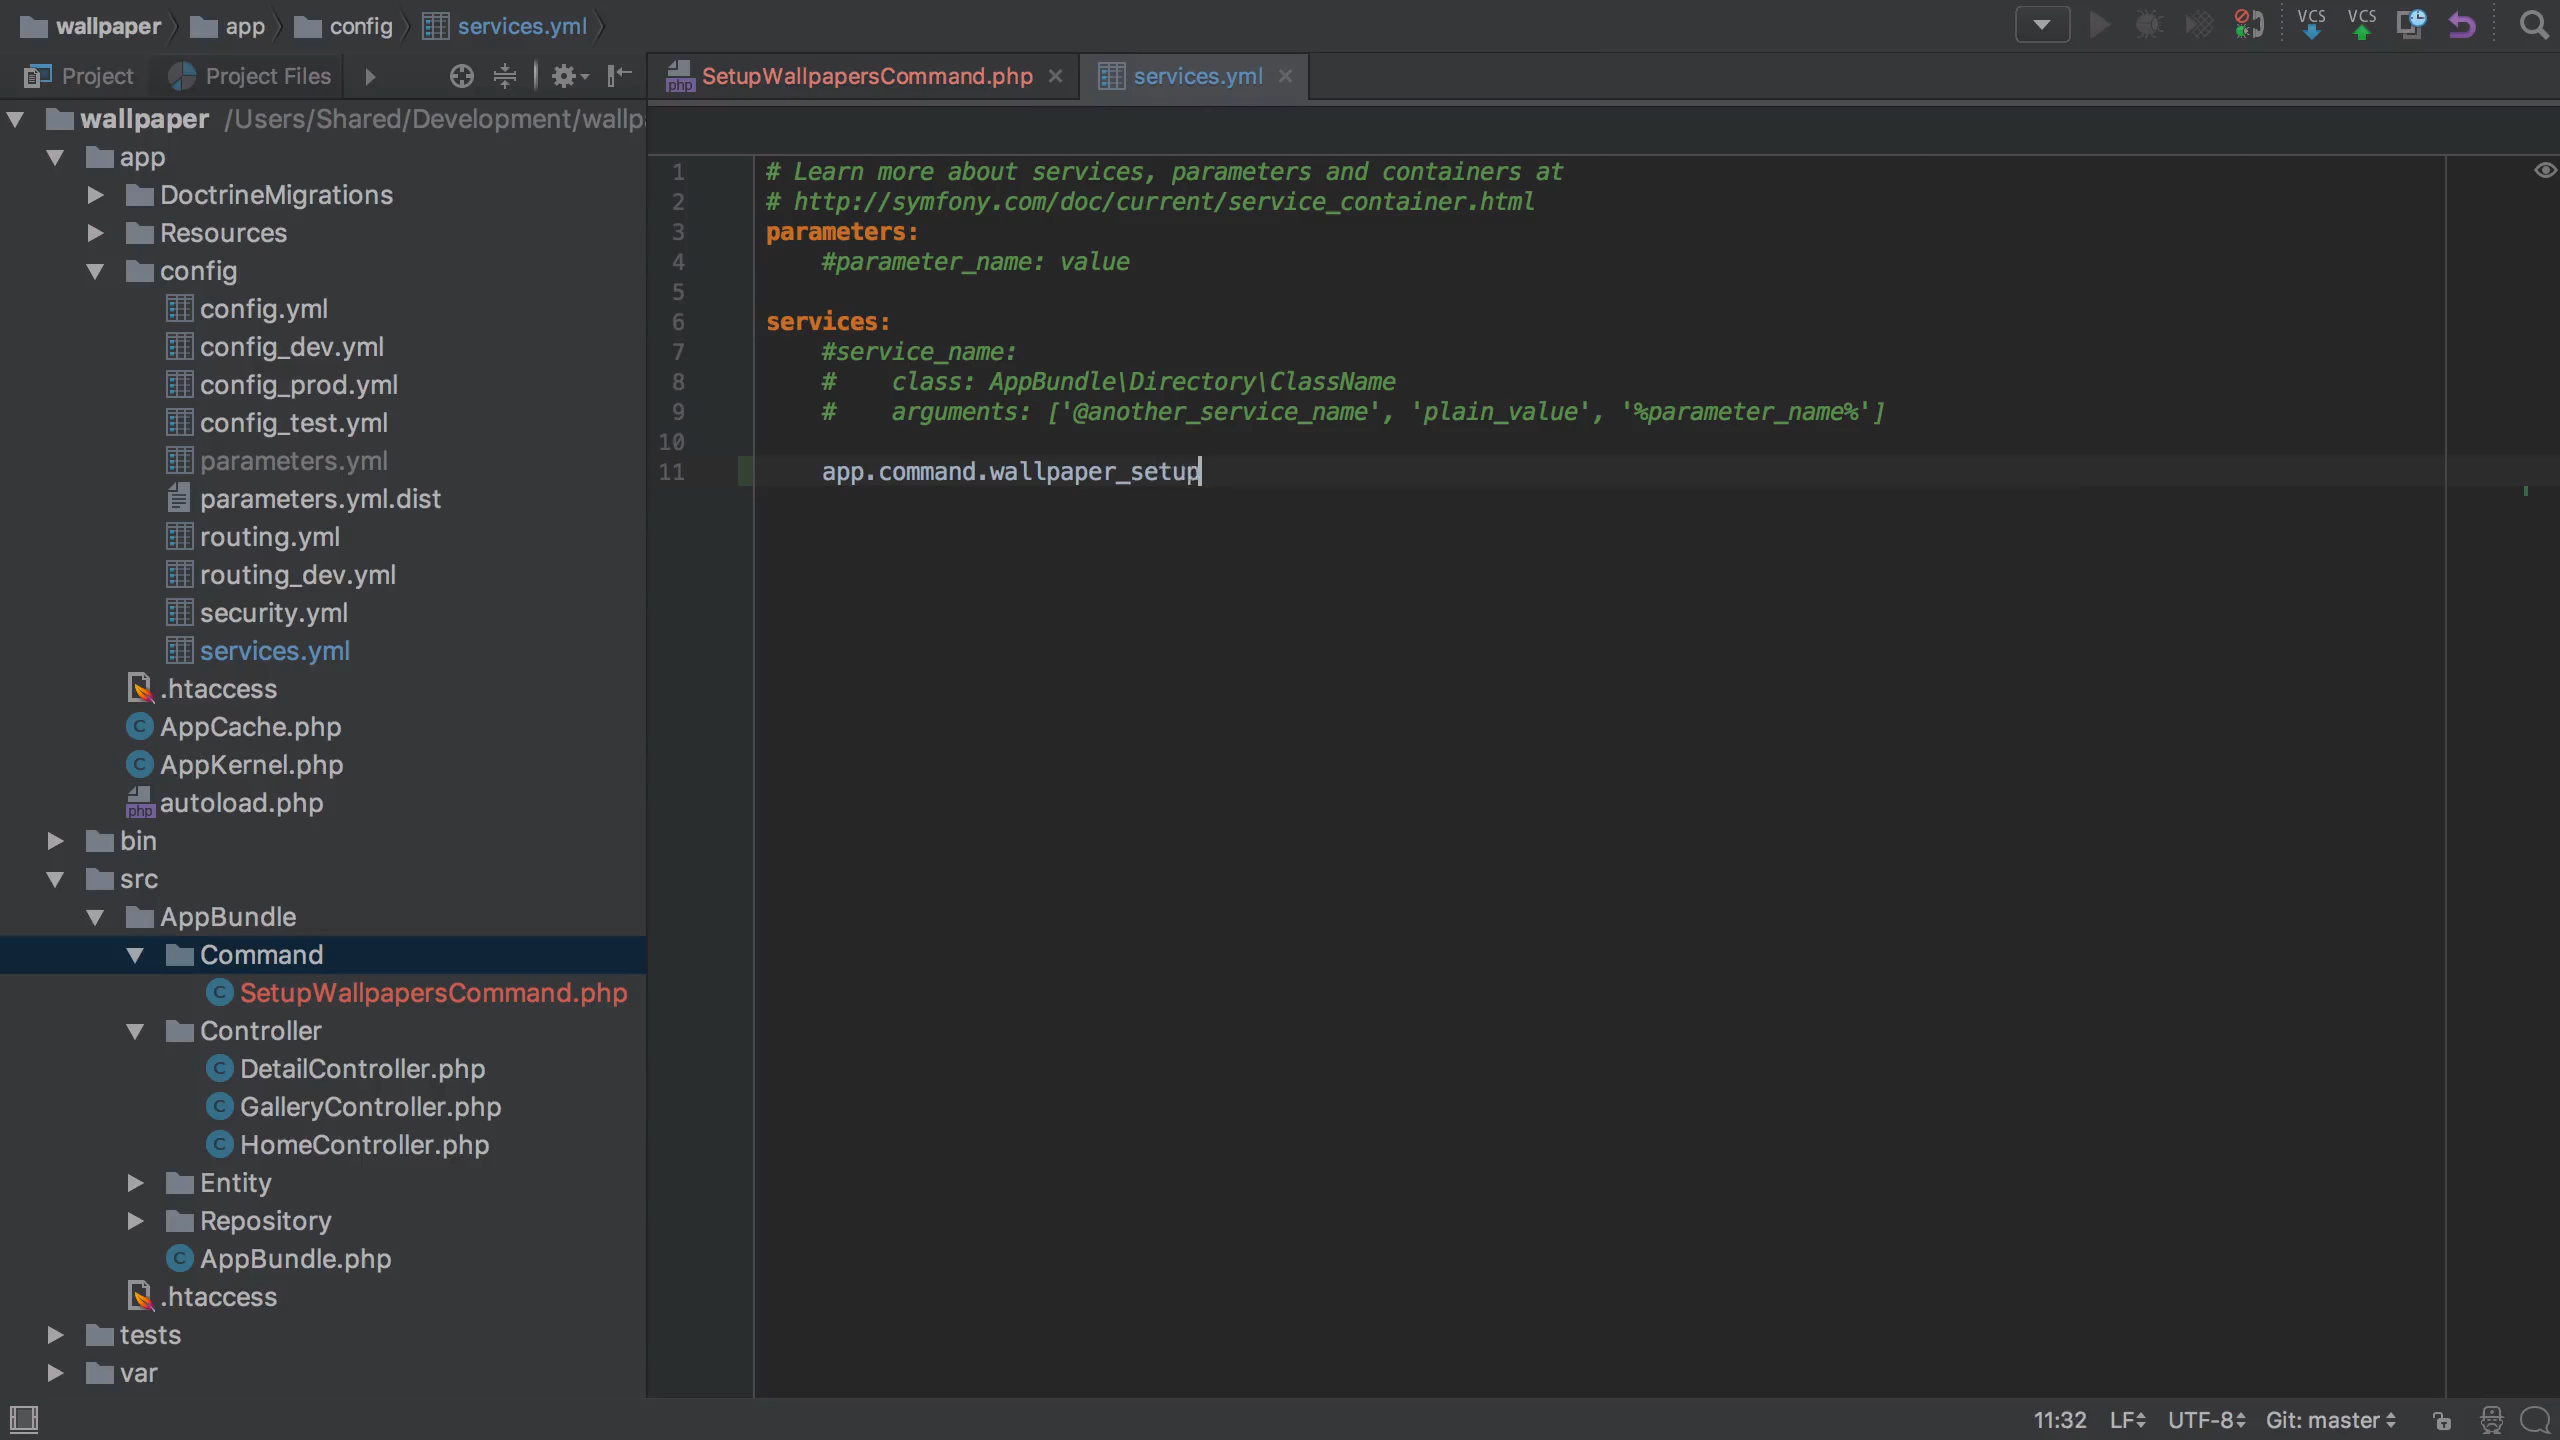 wallpaper app config services.yml
VCS VCS
Project Project Files
php SetupWallpapersCommand.php services.yml
wallpaper /Users/Shared/Development/wallpa
app
DoctrineMigrations
Resources
config
config.yml
config_dev.yml
config_prod.yml
config_test.yml
parameters.yml
parameters.yml.dist
routing.yml
routing_dev.yml
security.yml
services.yml
.htaccess
C AppCache.php
C AppKernel.php
php autoload.php
bin
src
AppBundle
Command
C SetupWallpapersCommand.php
Controller
C DetailController.php
C GalleryController.php
C HomeController.php
Entity
Repository
C AppBundle.php
.htaccess
tests
var
1 # Learn more about services, parameters and containers at
2 # http://symfony.com/doc/current/service_container.html
3 parameters:
4 #parameter_name: value
5
6 services:
7 #service_name:
8 # class: AppBundle\Directory\ClassName
9 # arguments: ['@another_service_name', 'plain_value', '%parameter_name%']
10
11 app.command.wallpaper_setup
11:32 LF UTF-8 Git: master